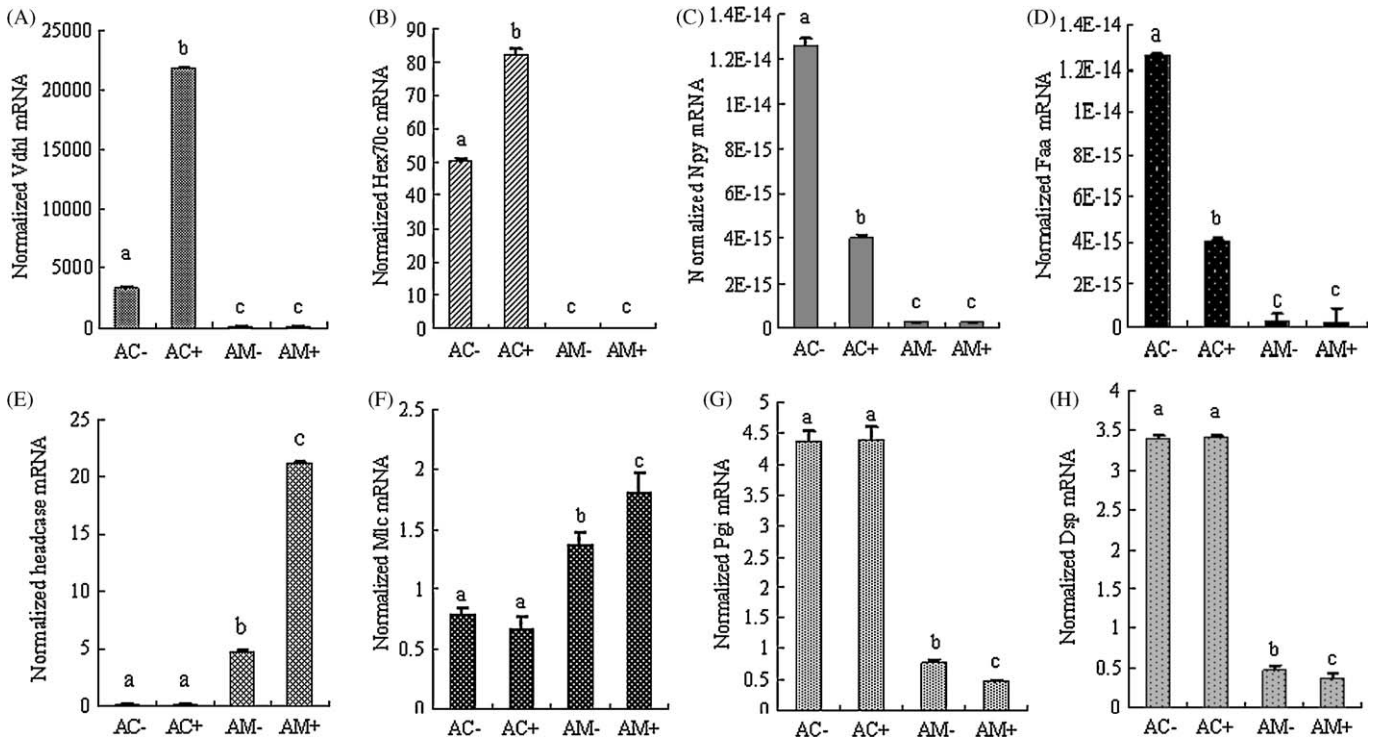 (A)
Normalized Vdhl mRNA
25000
20000
15000
10000
5000
0
a
b
c
c
AC-
AC+
AM-
AM+
(B)
Normalized Hex70c mRNA
90
80
70
60
50
40
30
20
10
0
a
b
c
c
AC-
AC+
AM-
AM+
(C)
Normalized Npy mRNA
1.4E-14
1.2E-14
1E-14
8E-15
6E-15
4E-15
2E-15
0
a
b
c
c
AC-
AC+
AM-
AM+
(D)
Normalized Faa mRNA
1.4E-14
1.2E-14
1E-14
1.2E-15
6E-15
4E-15
2E-15
0
a
b
c
c
AC-
AC+
AM-
AM+
(E)
Normalized headcase mRNA
25
20
15
10
5
0
a
a
b
c
AC-
AC+
AM-
AM+
(F)
Normalized Mlc mRNA
2.5
2
1.5
1
0.5
0
a
a
b
c
AC-
AC+
AM-
AM+
(G)
Normalized Pgi mRNA
5
4.5
4
3.5
3
2.5
2
1.5
1
0.5
0
a
a
b
c
AC-
AC+
AM-
AM+
(H)
Normalized Dsp mRNA
4
3.5
3
2.5
2
1.5
1
0.5
0
a
a
b
c
AC-
AC+
AM-
AM+